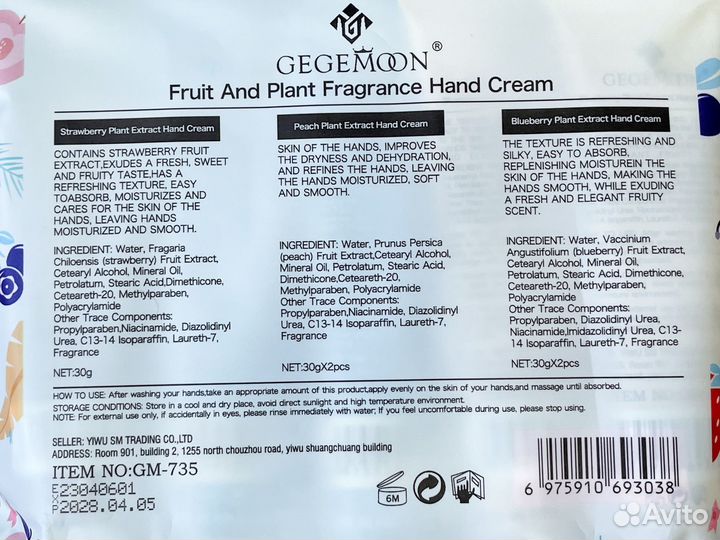 GEGEMOON®
Fruit And Plant Fragrance Hand Cream
Strawberry Plant Extract Hand Cream
CONTAINS STRAWBERRY FRUIT
EXTRACT,EXUDES A FRESH, SWEET
AND FRUITY TASTE,HAS A
REFRESHING TEXTURE, EASY
TOABSORB, MOISTURIZES AND
CARES FOR THE SKIN OF THE
HANDS, LEAVING HANDS
MOISTURIZED AND SMOOTH.
INGREDIENT: Water, Fragaria
Chiloensis (strawberry) Fruit Extract,
Cetearyl Alcohol, Mineral Oil,
Petrolatum, Stearic Acid,Dimethicone,
Ceteareth-20, Methylparaben,
Polyacrylamide
Other Trace Components:
Propylparaben,Niacinamide, Diazolidinyl
Urea, C13-14 Isoparaffin, Laureth-7,
Fragrance
NET:30g
Peach Plant Extract Hand Cream
SKIN OF THE HANDS, IMPROVES
THE DRYNESS AND DEHYDRATION,
AND REFINES THE HANDS, LEAVING
THE HANDS MOISTURIZED, SOFT
AND SMOOTH.
INGREDIENT: Water, Prunus Persica
(peach) Fruit Extract,Cetearyl Alcohol,
Mineral Oil, Petrolatum, Stearic Acid,
Dimethicone,Ceteareth-20,
Methylparaben, Polyacrylamide
Other Trace Components:
Propylparaben,Niacinamide, Diazolidinyl
Urea, C13-14 Isoparaffin, Laureth-7,
Fragrance
NET:30gX2pcs
Blueberry Plant Extract Hand Cream
THE TEXTURE IS REFRESHING AND
SILKY, EASY TO ABSORB,
REPLENISHING MOISTUREIN THE
SKIN OF THE HANDS, MAKING THE
HANDS SMOOTH, WHILE EXUDING
A FRESH AND ELEGANT FRUITY
SCENT.
INGREDIENT: Water, Vaccinium
Angustifolium (blueberry) Fruit Extract,
Cetearyl Alcohol, Mineral Oil,
Petrolatum, Stearic Acid, Dimethicone,
Ceteareth-20, Methylparaben,
Polyacrylamide
Other Trace Components:
Propylparaben, Diazolidinyl Urea,
Niacinamide,Imidazolidinyl Urea, C13-
14 Isoparaffin, Laureth-7, Fragrance
NET:30gX2pcs
HOW TO USE: After washing your hands,take an appropriate amount of this product,apply evenly on the skin of your hands,and massage until absorbed.
STORAGE CONDITIONS: Store in a cool and dry place, avoid direct sunlight and high temperature environment.
NOTE: For external use only, if accidentally in eyes, please rinse immediately with water; If you feel uncomfortable during use, please stop using.
SELLER: YIWU SM TRADING CO.,LTD
ADDRESS: Room 901, building 2, 1255 north chouzhou road, yiwu shuangchuang building
ITEM NO:GM-735
23040601
EXP2028.04.05
6M
6 975910 693038
Avito